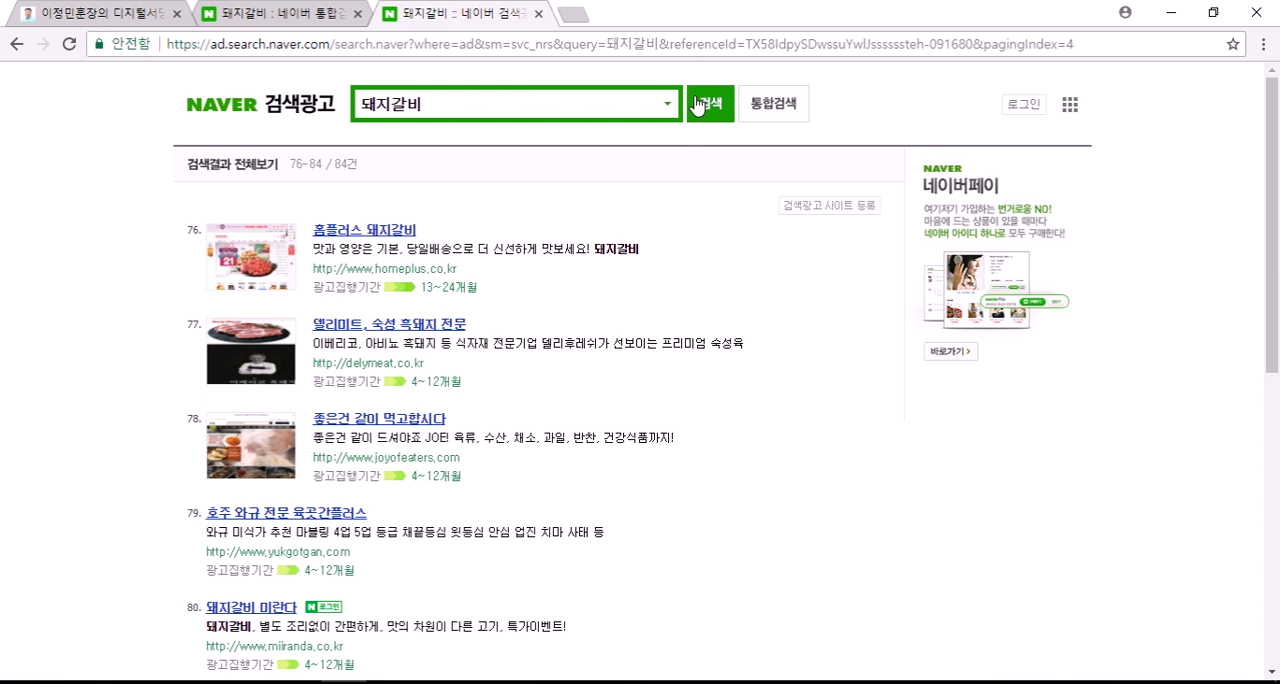 이정민훈장의 디지털서당
돼지갈비 : 네이버 통합검
돼지갈비 :: 네이버 검색광
안전함
https://ad.search.naver.com/search.naver?where=ad&sm=svc_nrs&query=돼지갈비&referenceId=TX58IdpySDwssuYwlJsssssssteh-091680&pagingIndex=4
NAVER 검색광고
돼지갈비
검색
통합검색
로그인
검색결과 전체보기 76-84 / 84건
검색광고 사이트 등록
76. 홈플러스 돼지갈비
맛과 영양은 기본, 당일배송으로 더 신선하게 맛보세요! 돼지갈비
http://www.homeplus.co.kr
광고집행기간 13~24개월
77. 델리미트, 숙성 흑돼지 전문
이베리코, 아비뇨 흑돼지 등 식자재 전문기업 델리후레쉬가 선보이는 프리미엄 숙성육
http://delymeat.co.kr
광고집행기간 4~12개월
78. 좋은건 같이 먹고합시다
좋은건 같이 드셔야죠 JOE! 육류, 수산, 채소, 과일, 반찬, 건강식품까지!
http://www.joyofeaters.com
광고집행기간 4~12개월
79. 호주 와규 전문 육곳간플러스
와규 미식가 추천 마블링 4업 5업 등급 채끝등심 윗등심 안심 업진 치마 사태 등
http://www.yukgotgan.com
광고집행기간 4~12개월
80. 돼지갈비 미란다 N 로그인
돼지갈비, 별도 조리없이 간편하게, 맛의 차원이 다른 고기, 특가이벤트!
http://www.miiranda.co.kr
광고집행기간 4~12개월
NAVER
네이버페이
여기저기 가입하는 번거로움 NO!
마음에 드는 상품이 있을 때마다
네이버 아이디 하나로 모두 구매한다!
바로가기 >